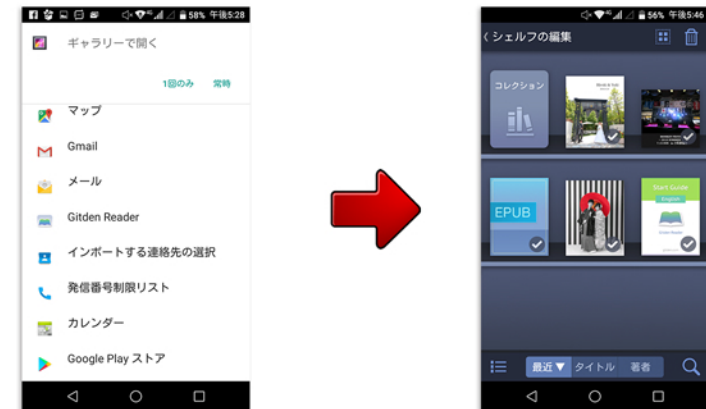 58% 午後5:28
ギャラリーで開く
1回のみ 常時
マップ
Gmail
メール
Gitden Reader
インポートする連絡先の選択
発信番号制限リスト
カレンダー
Google Play ストア
56% 午後5:46
シェルフの編集
コレクション
EPUB
Start Guide
English
Gitden Reader
最近▼ タイトル 著者